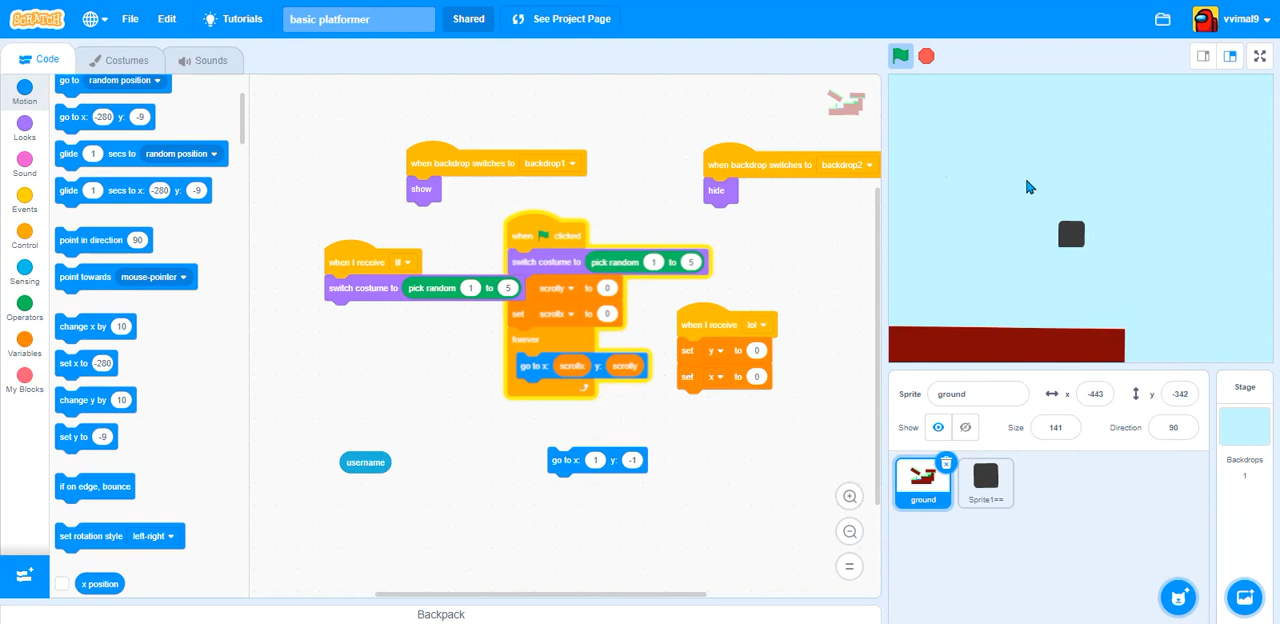 SCRATCH File Edit Tutorials basic platformer Shared See Project Page vvimal9
Code Costumes Sounds
Motion
Looks
Sound
Events
Control
Sensing
Operators
Variables
My Blocks
go to random position
go to x: -280 y: -9
glide 1 secs to random position
glide 1 secs to x: -280 y: -9
point in direction 90
point towards mouse-pointer
change x by 10
set x to -280
change y by 10
set y to -9
if on edge, bounce
set rotation style left-right
x position
when backdrop switches to backdrop1
show
when backdrop switches to backdrop2
hide
when I receive
switch costume to pick random 1 to 5
when clicked
switch costume to pick random 1 to 5
scrolly to 0
set scrollx to 0
forever
go to x: scrollx y: scrolly
when I receive lol
set y to 0
set x to 0
username
go to x: 1 y: -1
Backpack
Sprite ground x -443 y -342
Show Size 141 Direction 90
ground
Sprite1==
Stage
Backdrops
1